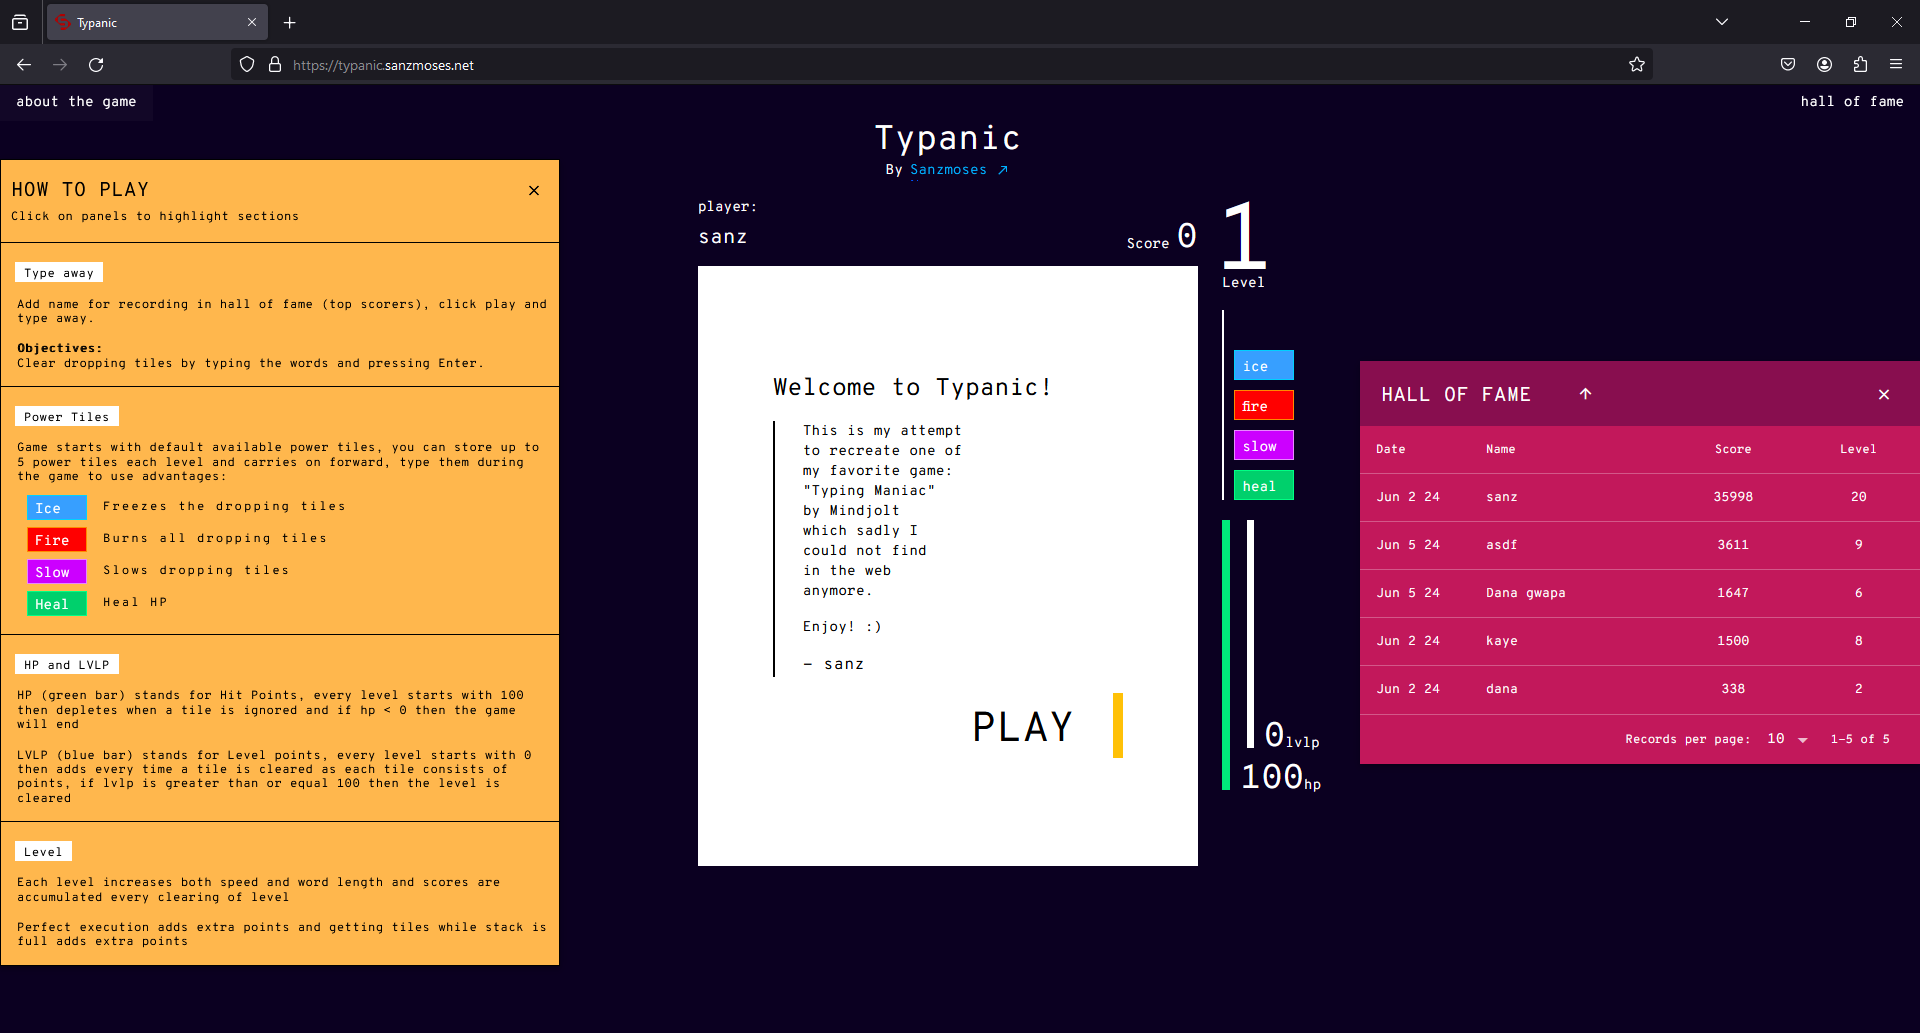 Typanic
https://typanic.sanzmoses.net
about the game
hall of fame
Typanic
By Sanzmoses ↗
HOW TO PLAY
Click on panels to highlight sections
Type away
Add name for recording in hall of fame (top scorers), click play and
type away.
Objectives:
Clear dropping tiles by typing the words and pressing Enter.
Power Tiles
Game starts with default available power tiles, you can store up to
5 power tiles each level and carries on forward, type them during
the game to use advantages:
Ice Freezes the dropping tiles
Fire Burns all dropping tiles
Slow Slows dropping tiles
Heal Heal HP
HP and LVLP
HP (green bar) stands for Hit Points, every level starts with 100
then depletes when a tile is ignored and if hp < 0 then the game
will end
LVLP (blue bar) stands for Level points, every level starts with 0
then adds every time a tile is cleared as each tile consists of
points, if lvlp is greater than or equal 100 then the level is
cleared
Level
Each level increases both speed and word length and scores are
accumulated every clearing of level
Perfect execution adds extra points and getting tiles while stack is
full adds extra points
player:
sanz
Score 0
1
Level
Welcome to Typanic!
This is my attempt
to recreate one of
my favorite game:
"Typing Maniac"
by Mindjolt
which sadly I
could not find
in the web
anymore.
Enjoy! :)
— sanz
PLAY
ice
fire
slow
heal
0lvlp
100hp
HALL OF FAME
Date Name Score Level
Jun 2 24 sanz 35998 20
Jun 5 24 asdf 3611 9
Jun 5 24 Dana gwapa 1647 6
Jun 2 24 kaye 1500 8
Jun 2 24 dana 338 2
Records per page: 10 1-5 of 5